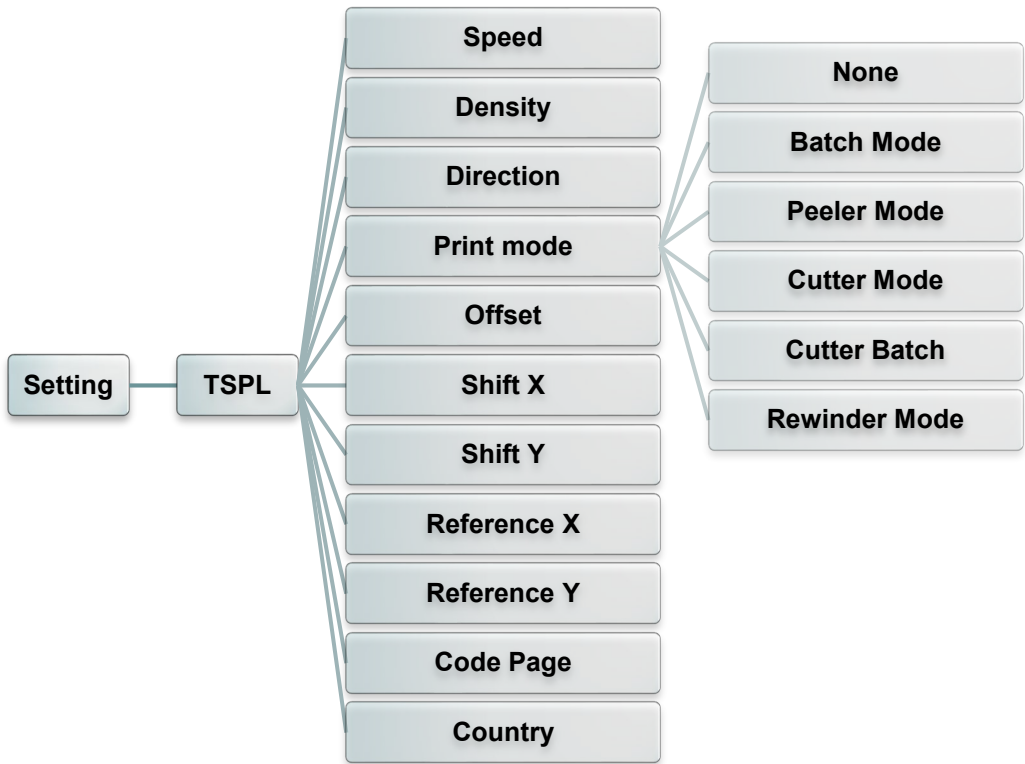 Setting
TSPL
Speed
Density
Direction
Print mode
Offset
Shift X
Shift Y
Reference X
Reference Y
Code Page
Country
None
Batch Mode
Peeler Mode
Cutter Mode
Cutter Batch
Rewinder Mode